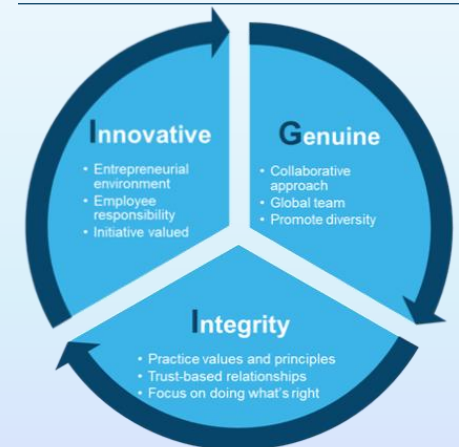 Innovative
• Entrepreneurial
environment
• Employee
responsibility
• Initiative valued
Genuine
• Collaborative
approach
• Global team
• Promote diversity
Integrity
• Practice values and principles
• Trust-based relationships
• Focus on doing what's right